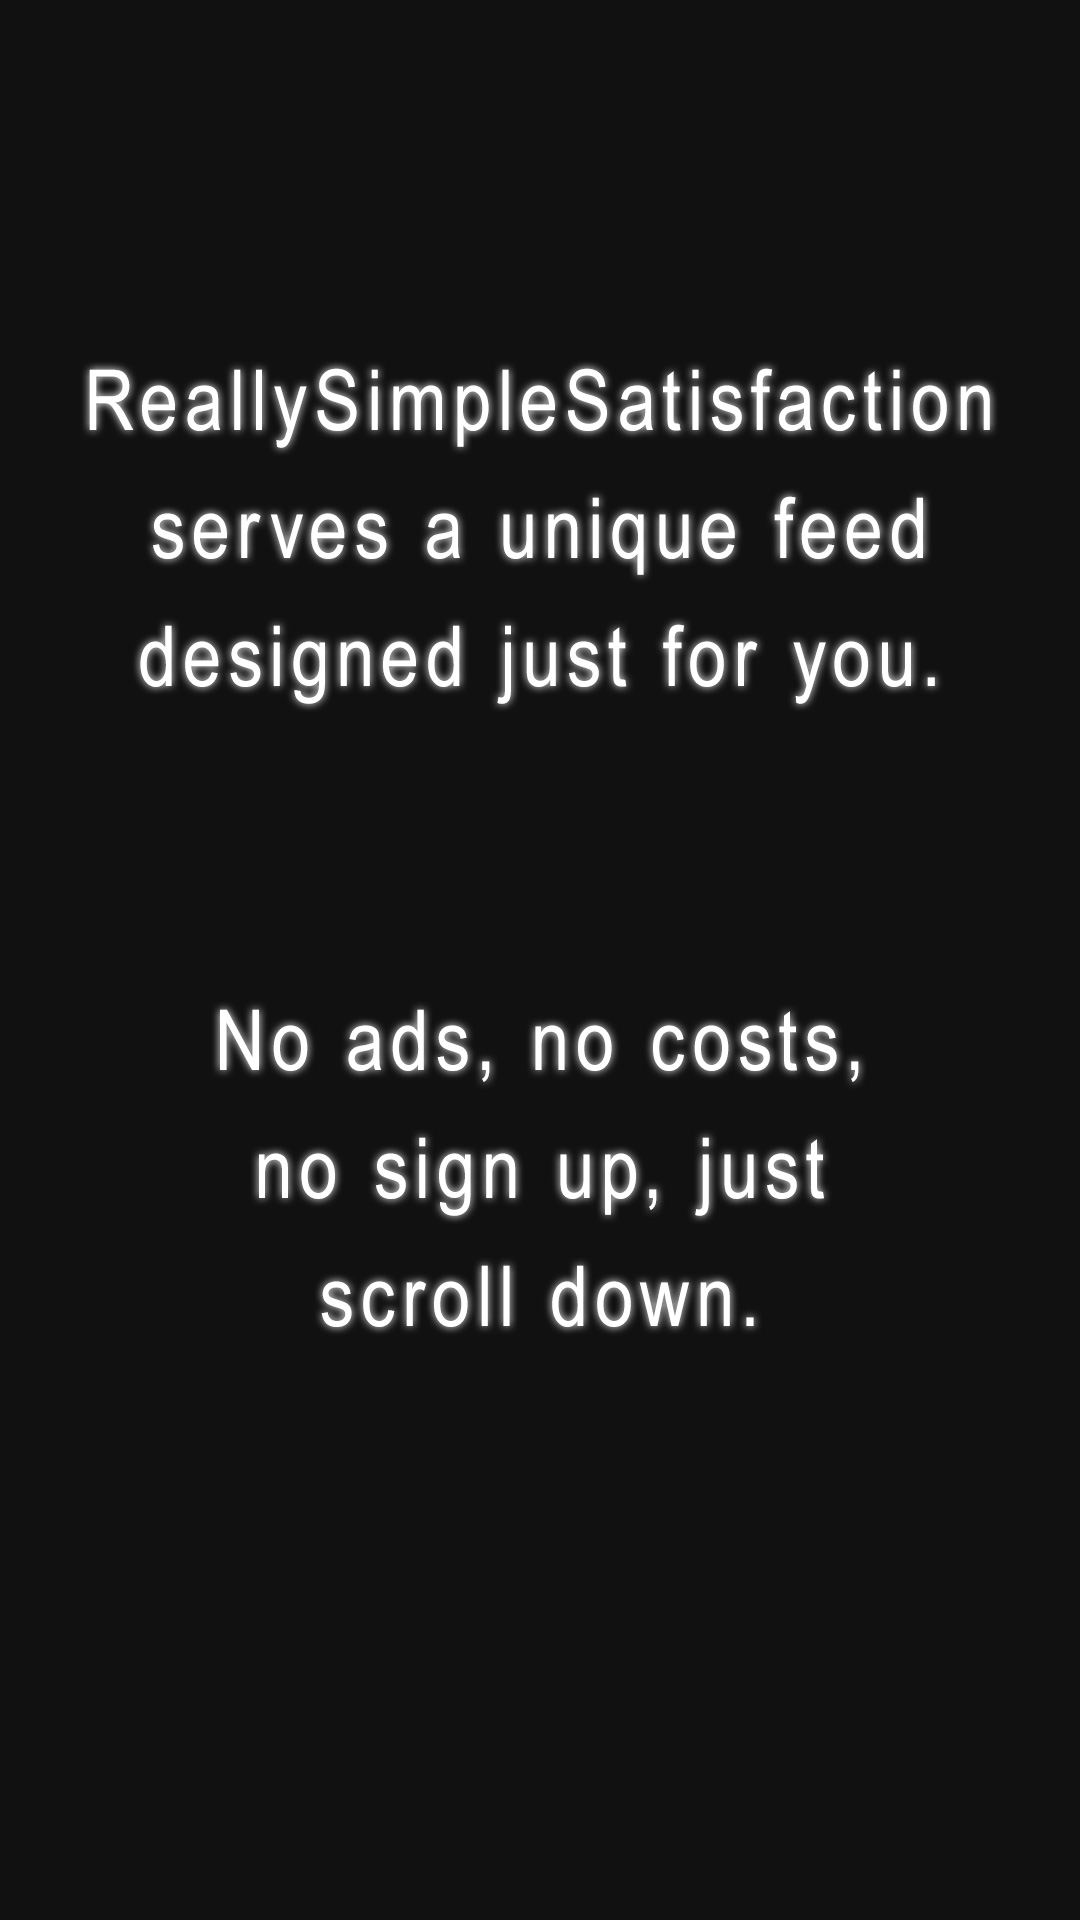 ReallySimpleSatisfaction
serves a unique feed
designed just for you.
No ads, no costs,
no sign up, just
scroll down.